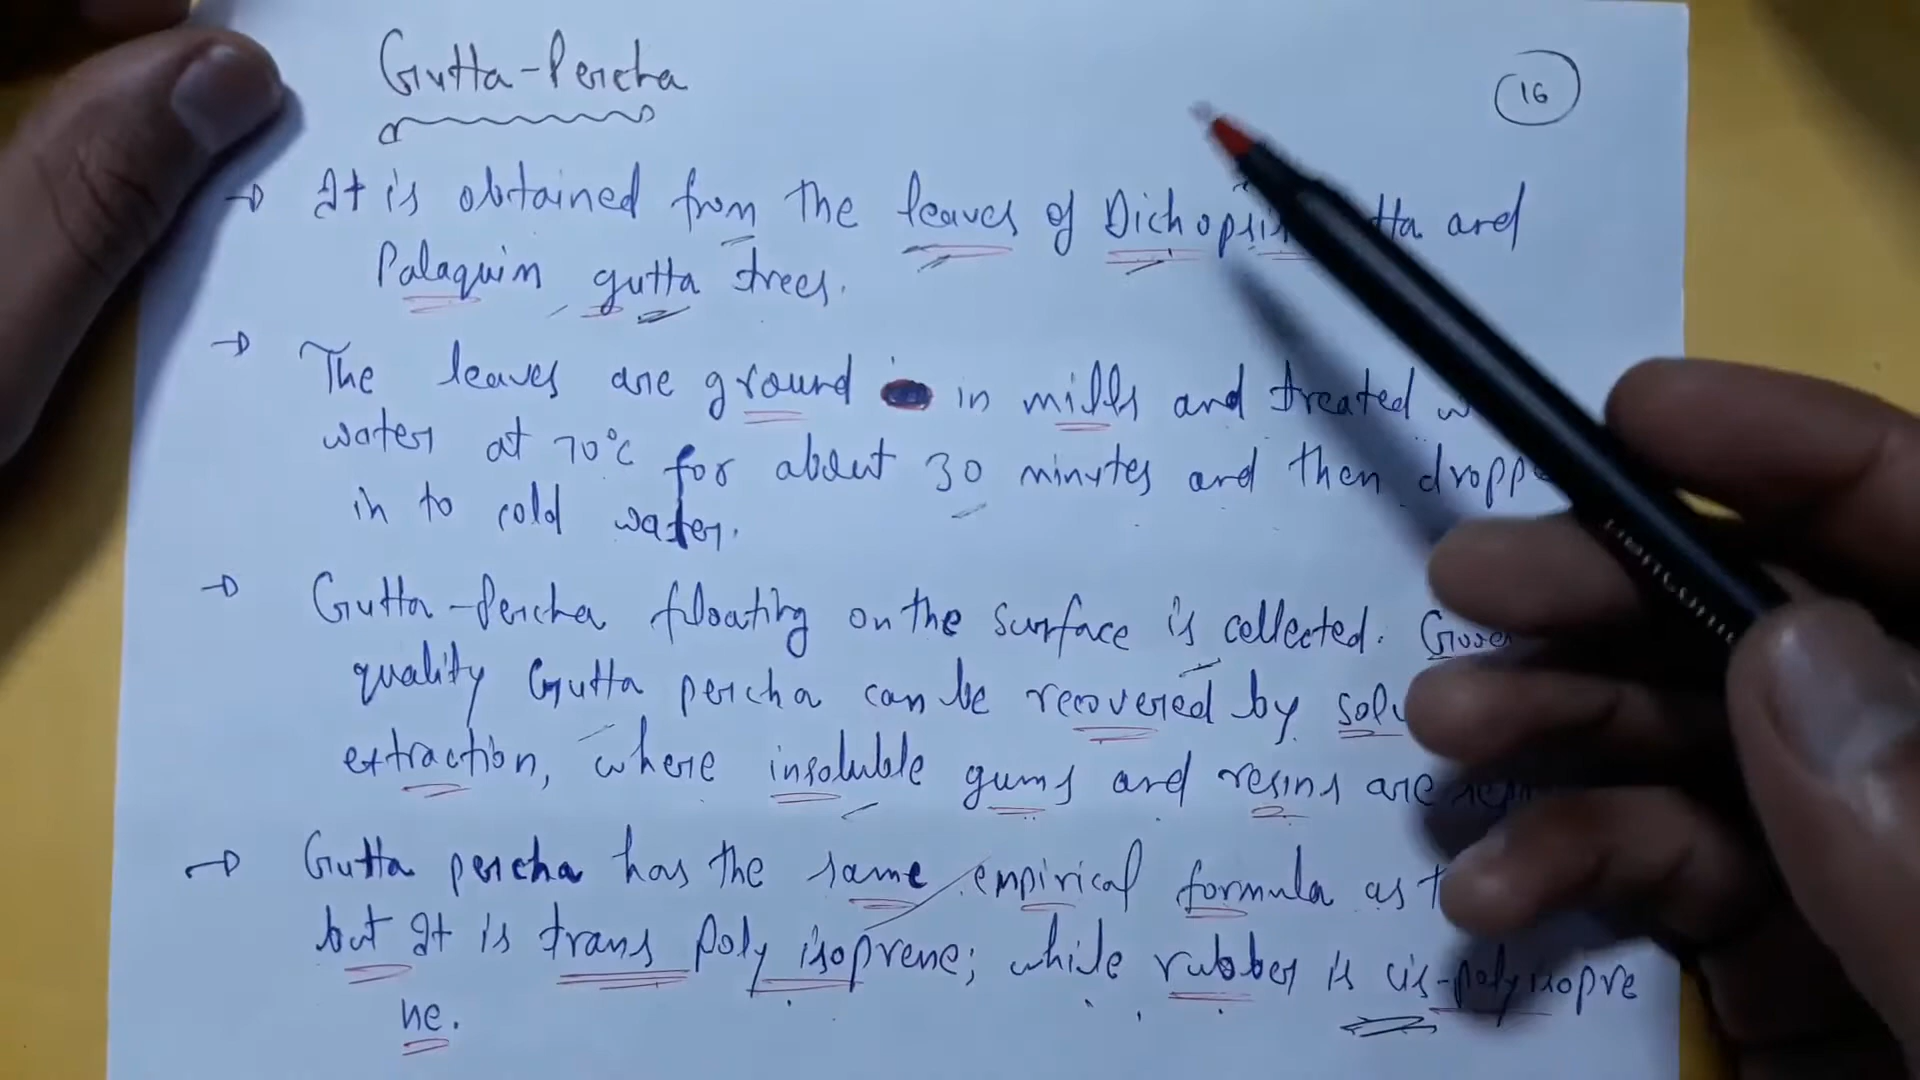 Gutta-Percha
16
It is obtained from the leaves of Dichopsis and
Palaquim gutta trees.
The leaves are ground in mills and treated
water at 70°c for about 30 minutes and then
in to cold water.
Gutta-Percha floating on the surface is collected.
quality Gutta percha can be recovered by
extraction, where insoluble gums and resins are
Gutta percha has the same empirical formula as
but It is trans Poly isoprene; while rubber is cis-polyisopre
ne.